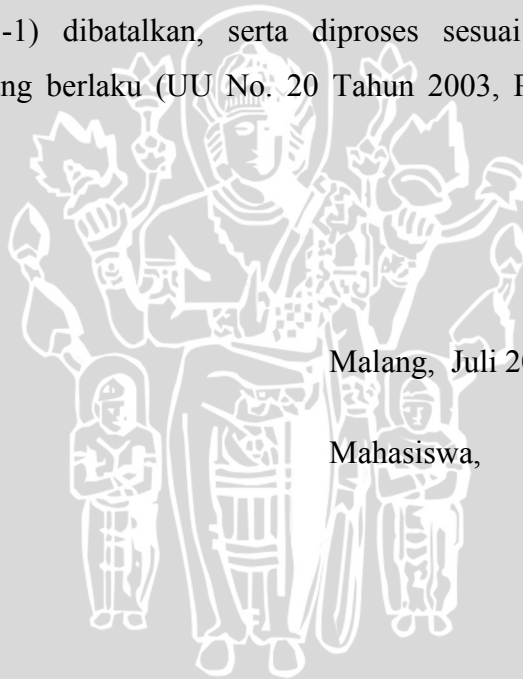 -1) dibatalkan, serta diproses sesuai
ng berlaku (UU No. 20 Tahun 2003,
Malang, Juli 20
Mahasiswa,